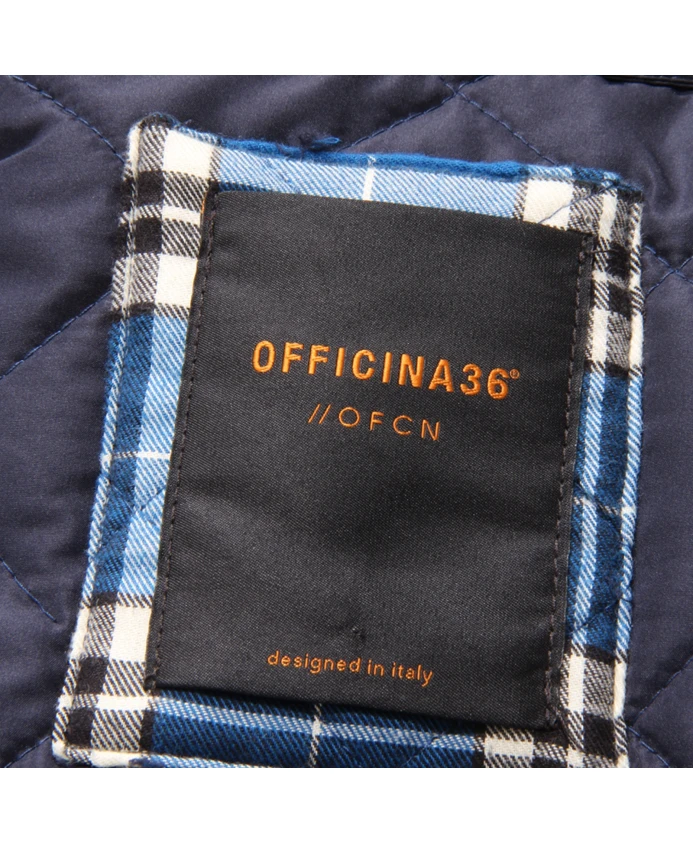 OFFICINA36®
//OFCN
designed in italy